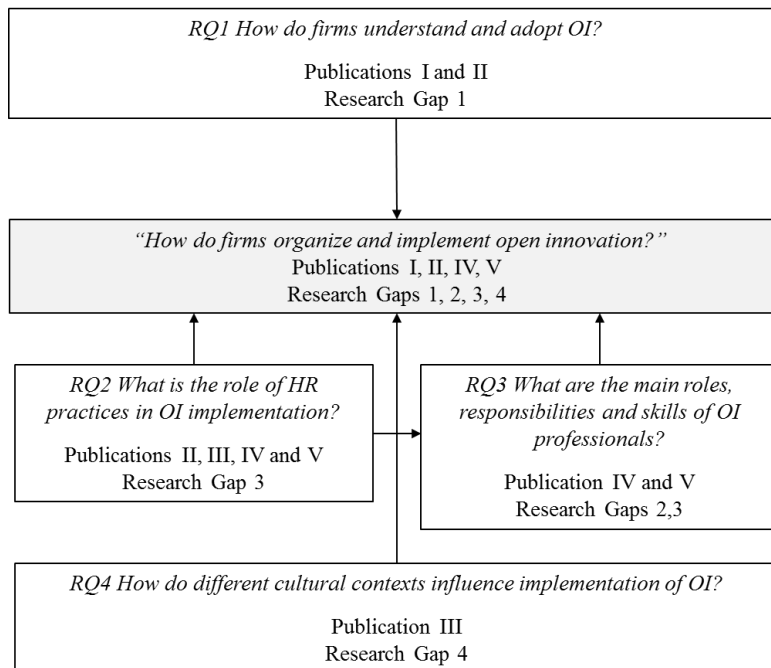 RQ1 How do firms understand and adopt OI?
Publications I and II
Research Gap 1
“How do firms organize and implement open innovation?”
Publications I, II, IV, V
Research Gaps 1, 2, 3, 4
RQ2 What is the role of HR
practices in OI implementation?
Publications II, III, IV and V
Research Gap 3
RQ3 What are the main roles,
responsibilities and skills of OI
professionals?
Publication IV and V
Research Gaps 2,3
RQ4 How do different cultural contexts influence implementation of OI?
Publication III
Research Gap 4